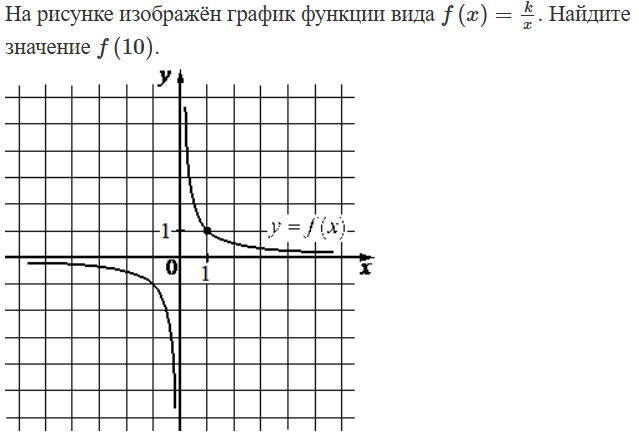 На рисунке изображён график функции вида f (x) = k/x. Найдите
значение f (10).
y
1
y = f(x)
0
1
x